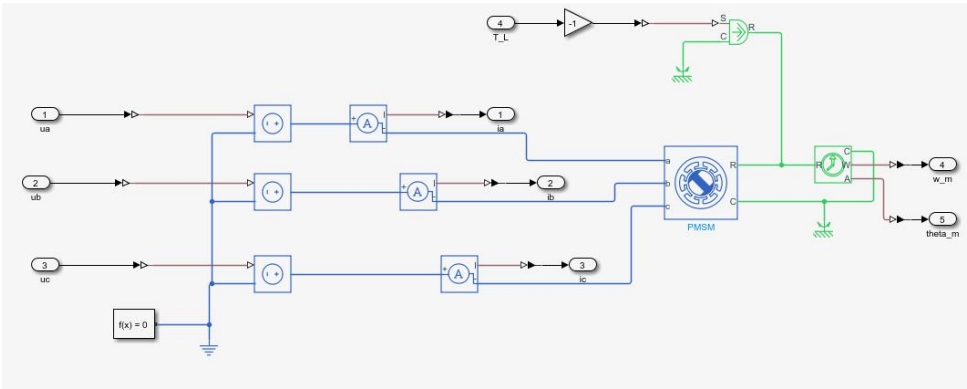 4
T_L
-1
S
C
R
1
ua
+
A
I
1
ia
2
ub
+
A
I
2
ib
3
uc
+
A
I
3
ic
a
b
c
R
C
PMSM
R
C
W
A
4
w_m
5
theta_m
f(x) = 0